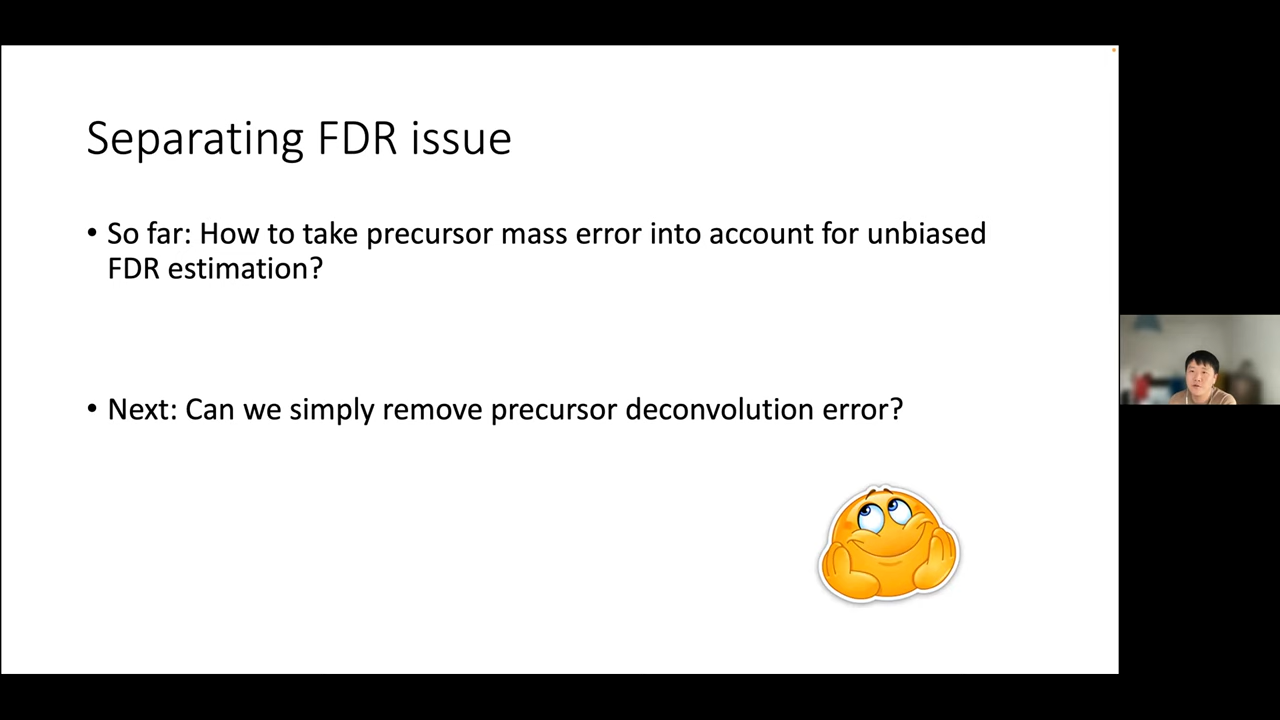 Separating FDR issue
• So far: How to take precursor mass error into account for unbiased
FDR estimation?
• Next: Can we simply remove precursor deconvolution error?